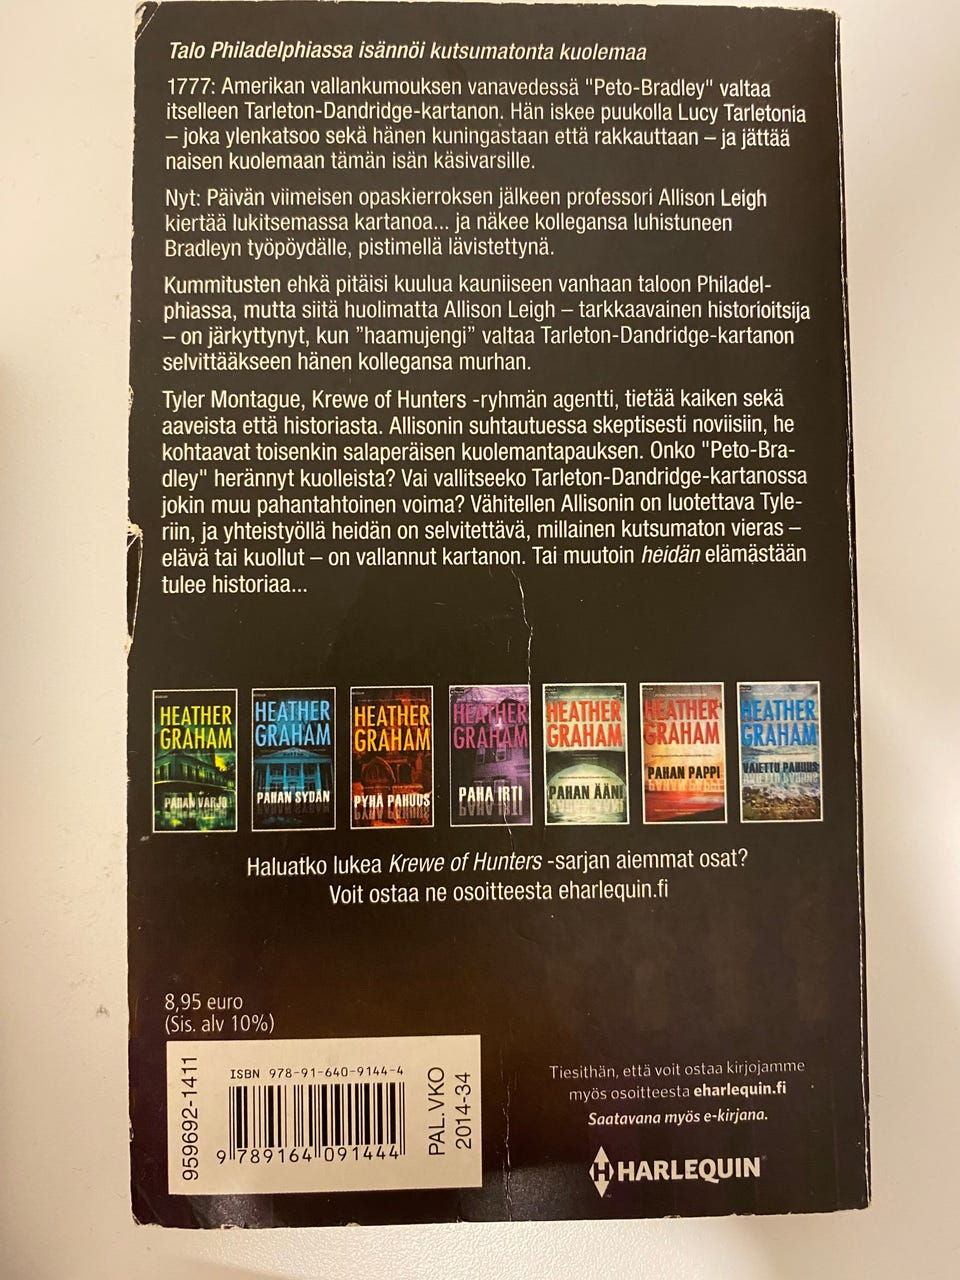 Talo Philadelphiassa isännöi kutsumatonta kuolemaa
1777: Amerikan vallankumouksen vanavedessä "Peto-Bradley" valtaa
itselleen Tarleton-Dandridge-kartanon. Hän iskee puukolla Lucy Tarletonia
– joka ylenkatsoo sekä hänen kuningastaan että rakkauttaan – ja jättää
naisen kuolemaan tämän isän käsivarsille.
Nyt: Päivän viimeisen opaskierroksen jälkeen professori Allison Leigh
kiertää lukitsemassa kartanoa... ja näkee kollegansa luhistuneen
Bradleyn työpöydälle, pistimellä lävistettynä.
Kummitusten ehkä pitäisi kuulua kauniiseen vanhaan taloon Philadel-
phiassa, mutta siitä huolimatta Allison Leigh – tarkkaavainen historioitsija
– on järkyttynyt, kun ”haamujengi” valtaa Tarleton-Dandridge-kartanon
selvittääkseen hänen kollegansa murhan.
Tyler Montague, Krewe of Hunters -ryhmän agentti, tietää kaiken sekä
aaveista että historiasta. Allisonin suhtautuessa skeptisesti noviisiin, he
kohtaavat toisenkin salaperäisen kuolemantapauksen. Onko "Peto-Bra-
dley" herännyt kuolleista? Vai vallitseeko Tarleton-Dandridge-kartanossa
jokin muu pahantahtoinen voima? Vähitellen Allisonin on luotettava Tyle-
riin, ja yhteistyöllä heidän on selvitettävä, millainen kutsumaton vieras –
elävä tai kuollut – on vallannut kartanon. Tai muutoin heidän elämästään
tulee historiaa...
HEATHER
GRAHAM
PAHAN VARJO
HEATHER
GRAHAM
PAHAN SYDÄN
HEATHER
GRAHAM
PYHÄ PAHUUS
HEATHER
GRAHAM
PAHA IRTI
HEATHER
GRAHAM
PAHAN ÄÄNI
HEATHER
GRAHAM
PAHAN PAPPI
HEATHER
GRAHAM
VAIETTU PAHUUS
Haluatko lukea Krewe of Hunters -sarjan aiemmat osat?
Voit ostaa ne osoitteesta eharlequin.fi
8,95 euro
(Sis. alv 10%)
959692-1411
ISBN 978-91-640-9144-4
9 789164 091444
PAL.VKO
2014-34
Tiesithän, että voit ostaa kirjojamme
myös osoitteesta eharlequin.fi
Saatavana myös e-kirjana.
H HARLEQUIN